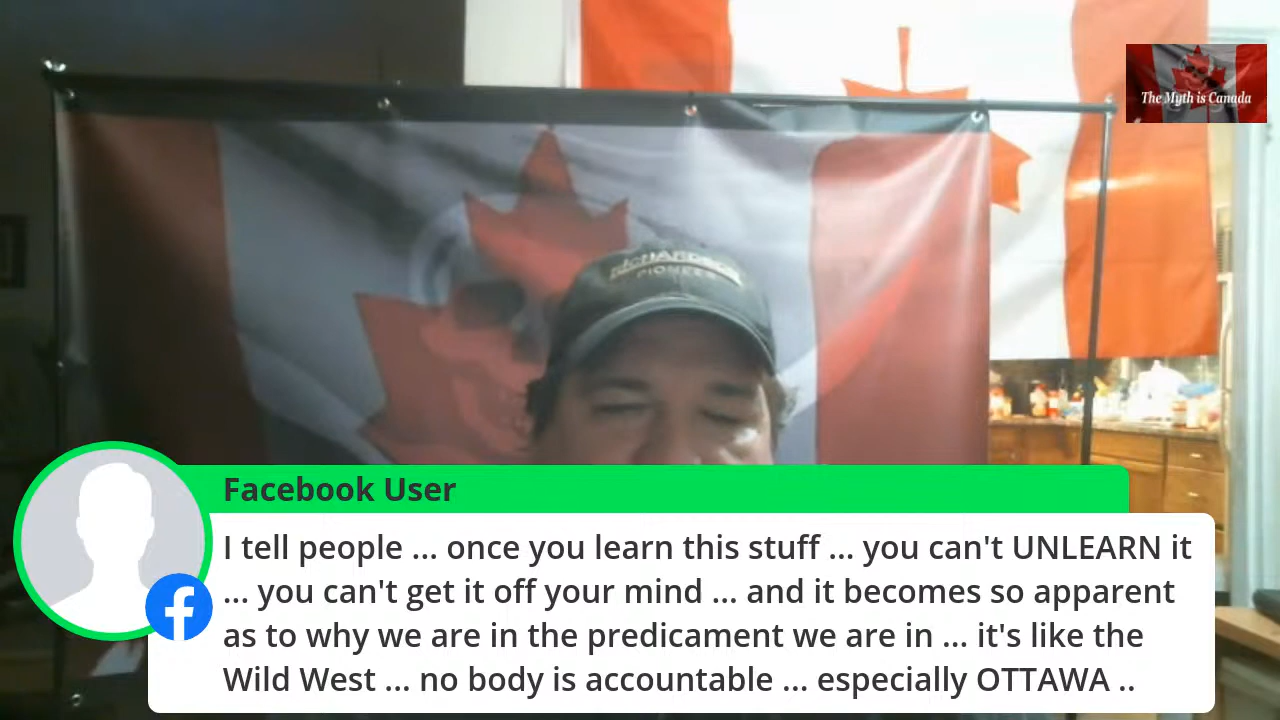 The Myth is Canada
RICHARDSON
PIONEER
Facebook User
I tell people ... once you learn this stuff ... you can't UNLEARN it
... you can't get it off your mind ... and it becomes so apparent
as to why we are in the predicament we are in ... it's like the
Wild West ... no body is accountable ... especially OTTAWA ..